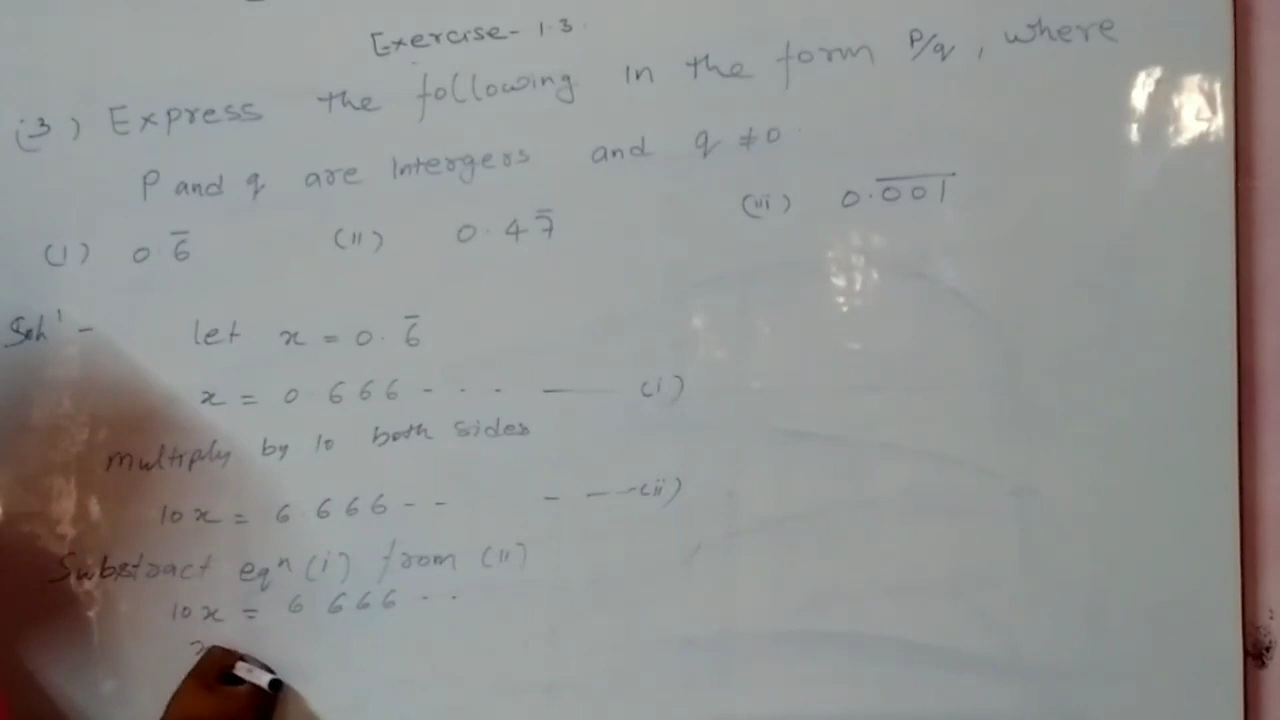 Exercise- 1.3
(3) Express the following in the form P/q, where
P and q are Intergers and q ≠0
(i) 0 6̅ (ii) 0.47̅ (iii) 0.0̅0̅1̅
Soln - let x = 0.6̅
x = 0.666- - - — (i)
Multiply by 10 both sides
10x = 6.666-- - —(ii)
Substract eqn (i) from (ii)
10x = 6 666 --